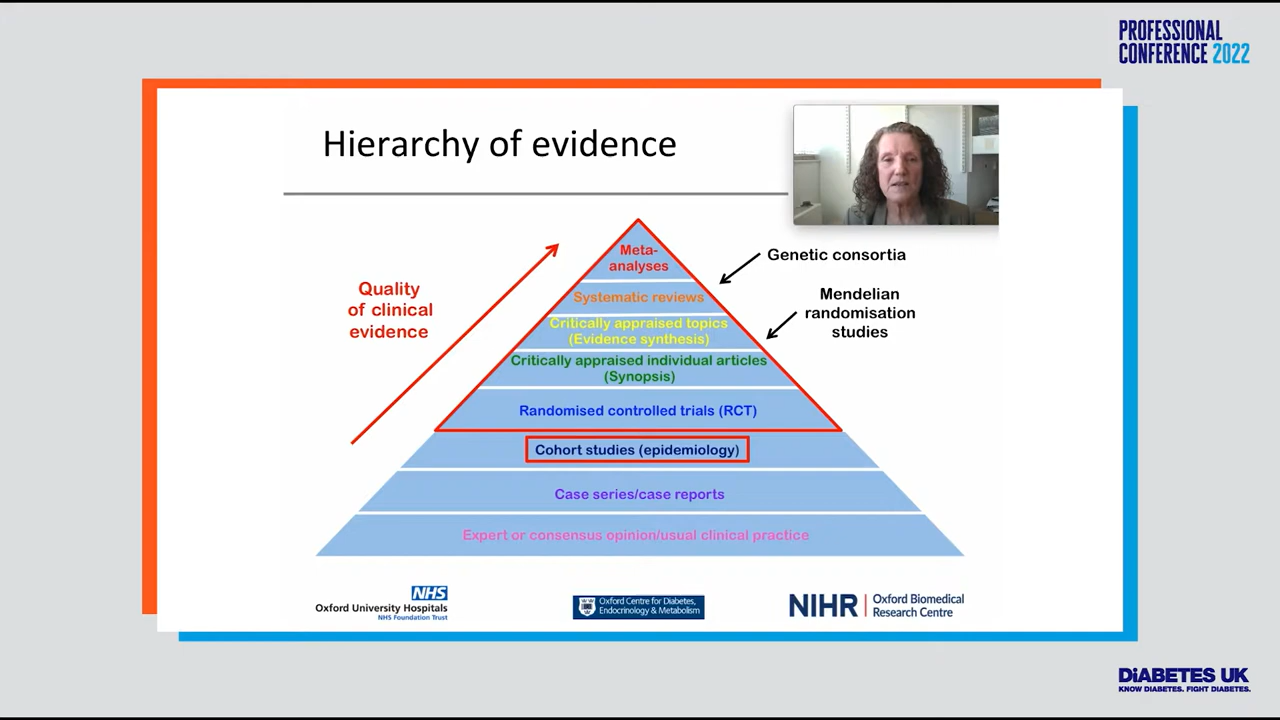 PROFESSIONAL
CONFERENCE 2022
Hierarchy of evidence
Meta-
analyses
Genetic consortia
Quality
of clinical
evidence
Systematic reviews
Mendelian
randomisation
studies
Critically appraised topics
(Evidence synthesis)
Critically appraised individual articles
(Synopsis)
Randomised controlled trials (RCT)
Cohort studies (epidemiology)
Case series/case reports
Expert or consensus opinion/usual clinical practice
NHS
Oxford University Hospitals
NHS Foundation Trust
Oxford Centre for Diabetes,
Endocrinology & Metabolism
NIHR
Oxford Biomedical
Research Centre
DiABETES UK
KNOW DIABETES. FIGHT DIABETES.